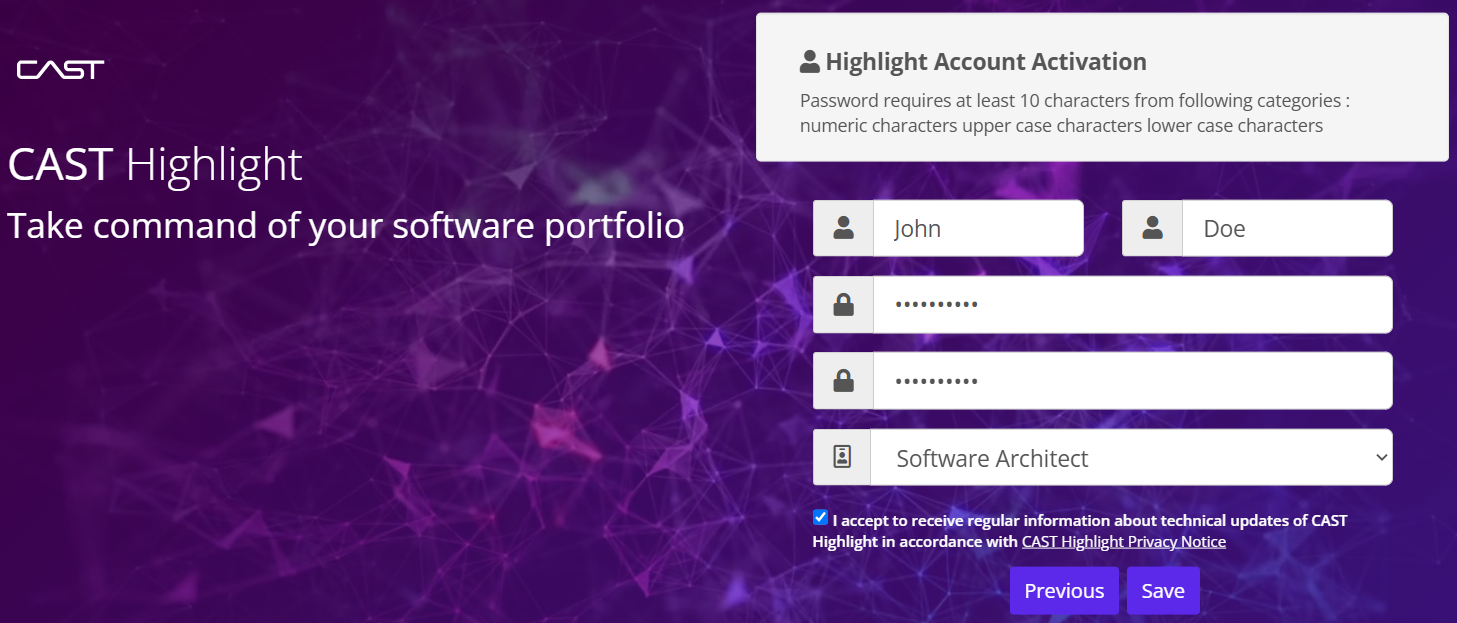 CAST
CAST Highlight
Take command of your software portfolio
Highlight Account Activation
Password requires at least 10 characters from following categories :
numeric characters upper case characters lower case characters
John
Doe
••••••••••
••••••••••
Software Architect
I accept to receive regular information about technical updates of CAST
Highlight in accordance with CAST Highlight Privacy Notice
Previous
Save